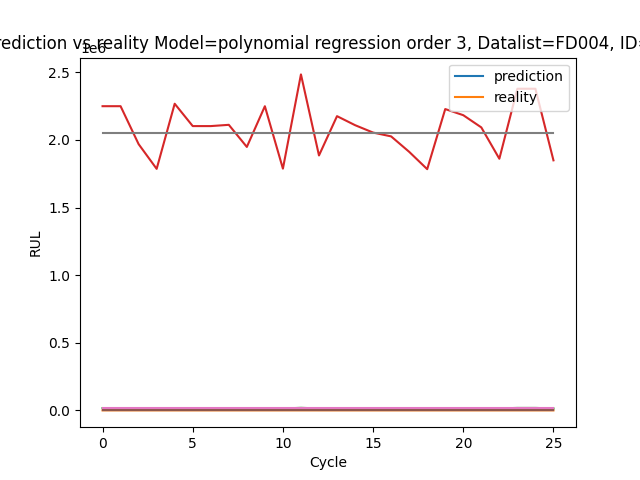 rediction vs reality Model=polynomial regression order 3, Datalist=FD004, ID=
1e6
2.5
2.0
1.5
1.0
0.5
0.0
RUL
0 5 10 15 20 25
Cycle
prediction
reality